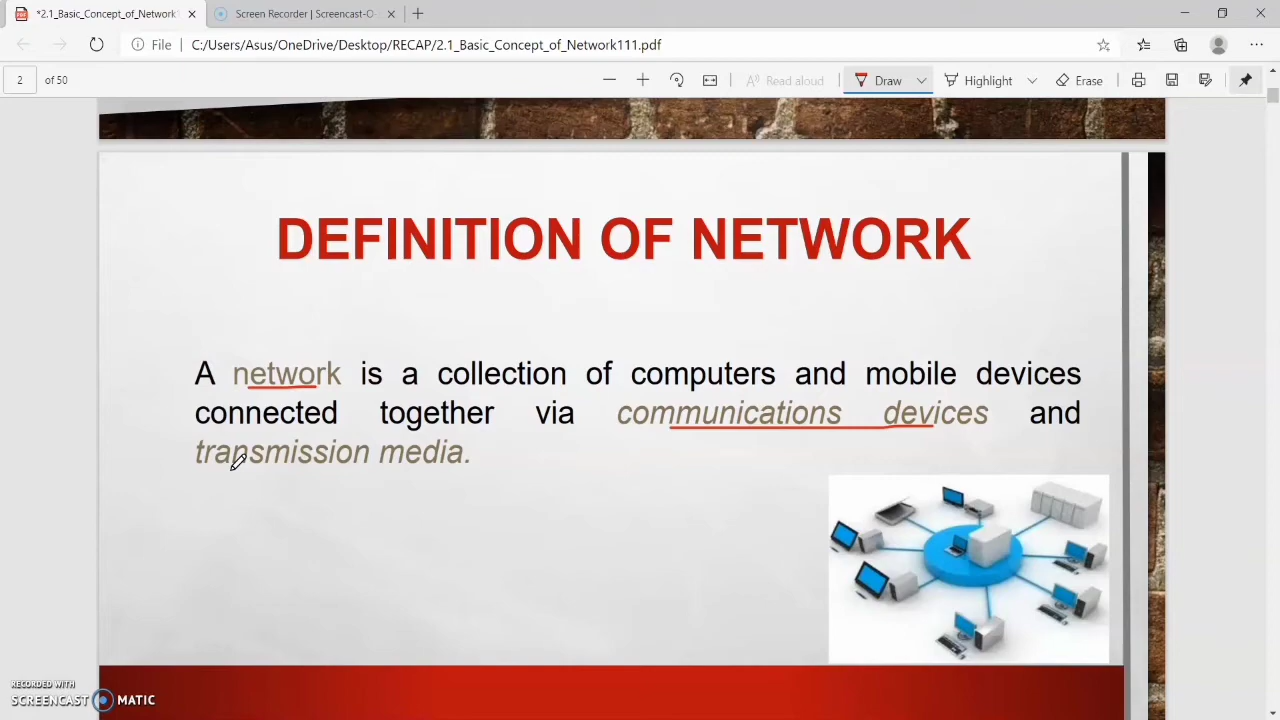 *2.1_Basic_Concept_of_Network
Screen Recorder | Screencast-O
File
C:/Users/Asus/OneDrive/Desktop/RECAP/2.1_Basic_Concept_of_Network111.pdf
2 of 50
Read aloud
Draw
Highlight
Erase
DEFINITION OF NETWORK
A network is a collection of computers and mobile devices
connected together via communications devices and
transmission media.
RECORDED WITH
SCREENCAST MATIC